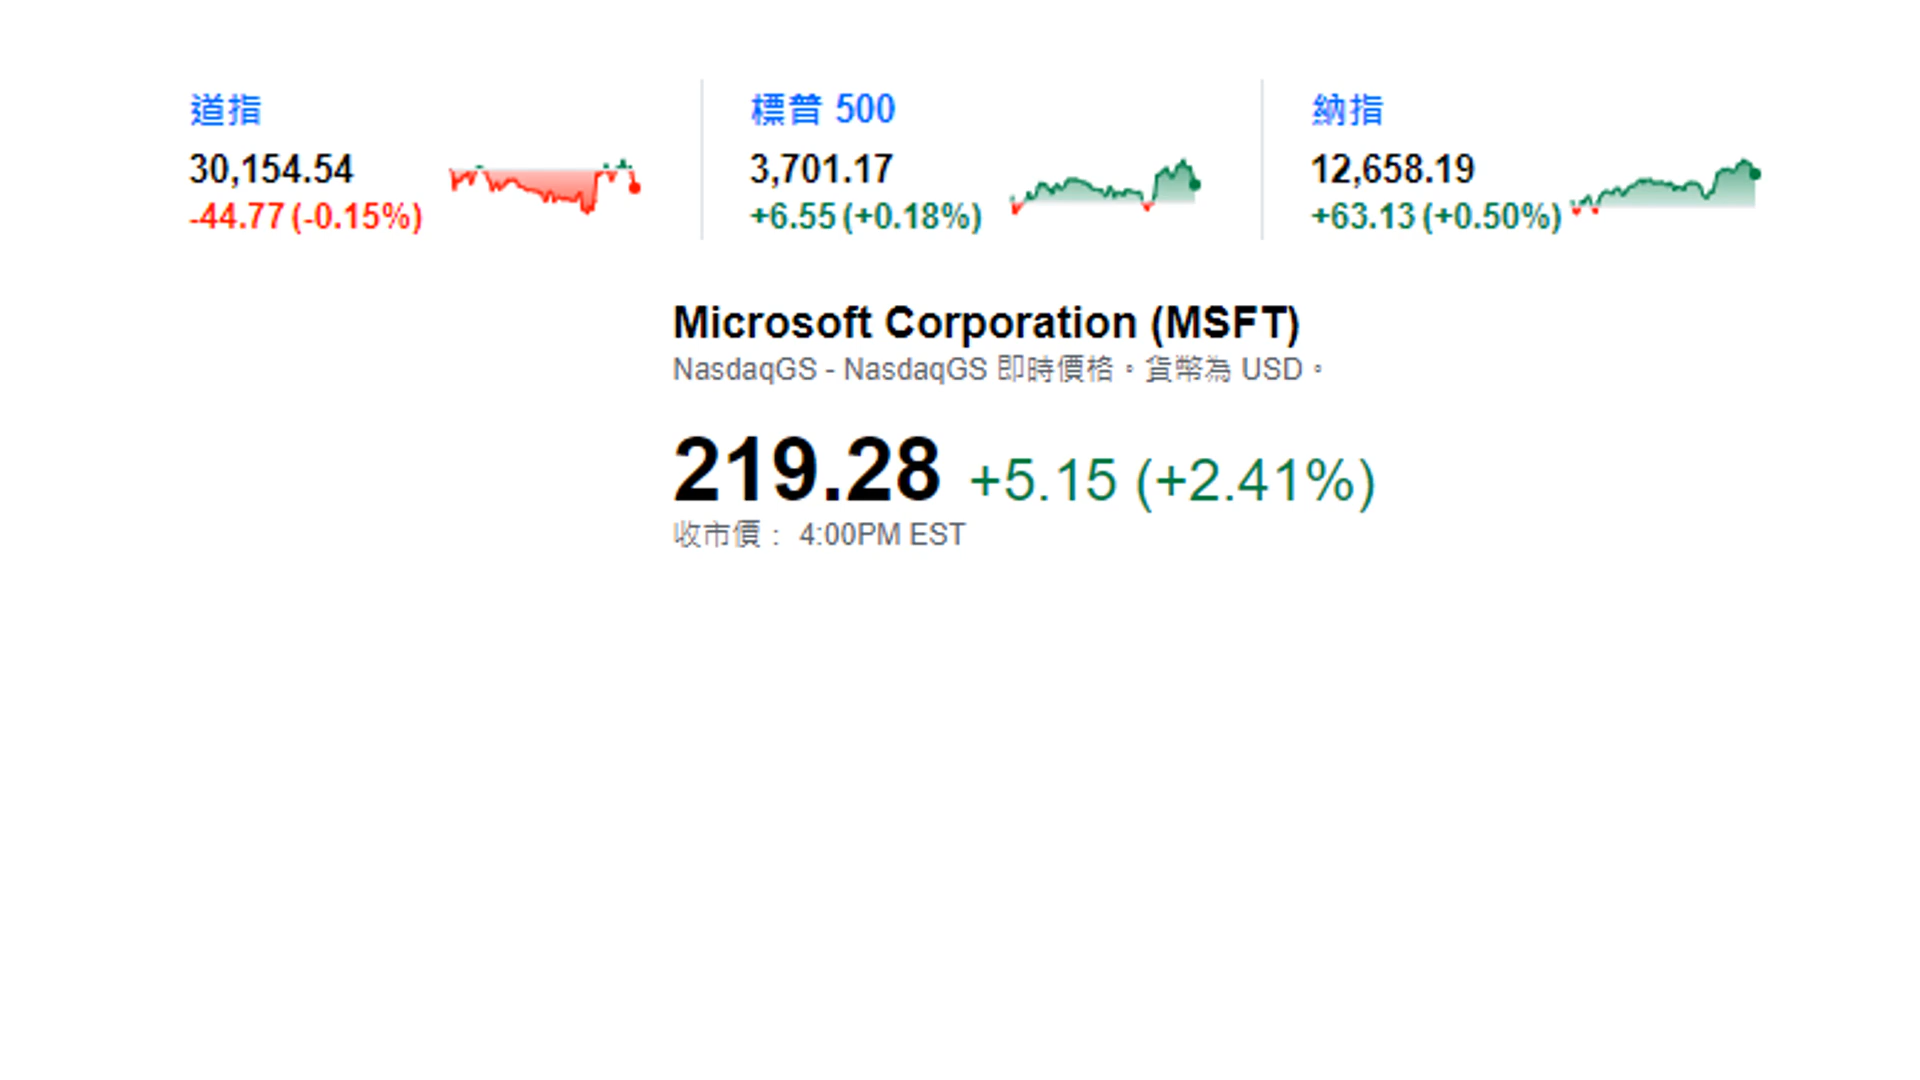 道指
30,154.54
-44.77 (-0.15%)
標普 500
3,701.17
+6.55 (+0.18%)
納指
12,658.19
+63.13 (+0.50%)
Microsoft Corporation (MSFT)
NasdaqGS - NasdaqGS 即時價格。貨幣為 USD。
219.28 +5.15 (+2.41%)
收市價： 4:00PM EST